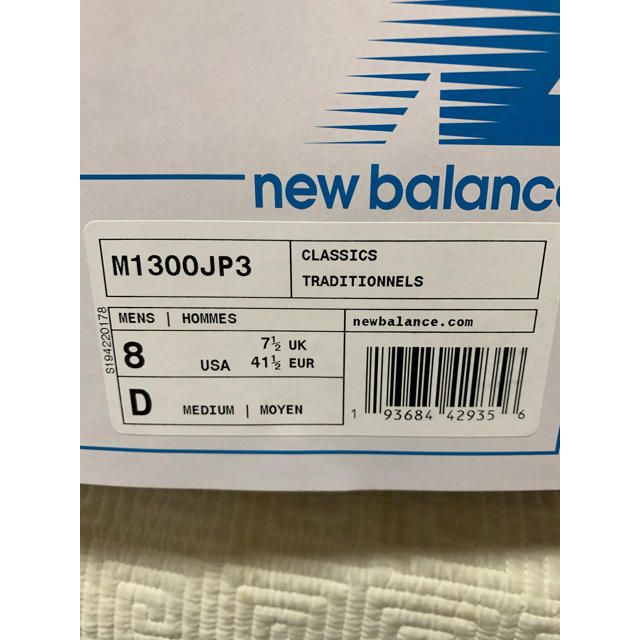 new balance
M1300JP3
CLASSICS
TRADITIONNELS
S194220178
MENS | HOMMES
8
USA
7½ UK
41½ EUR
D
MEDIUM | MOYEN
newbalance.com
1 93684 42935 6